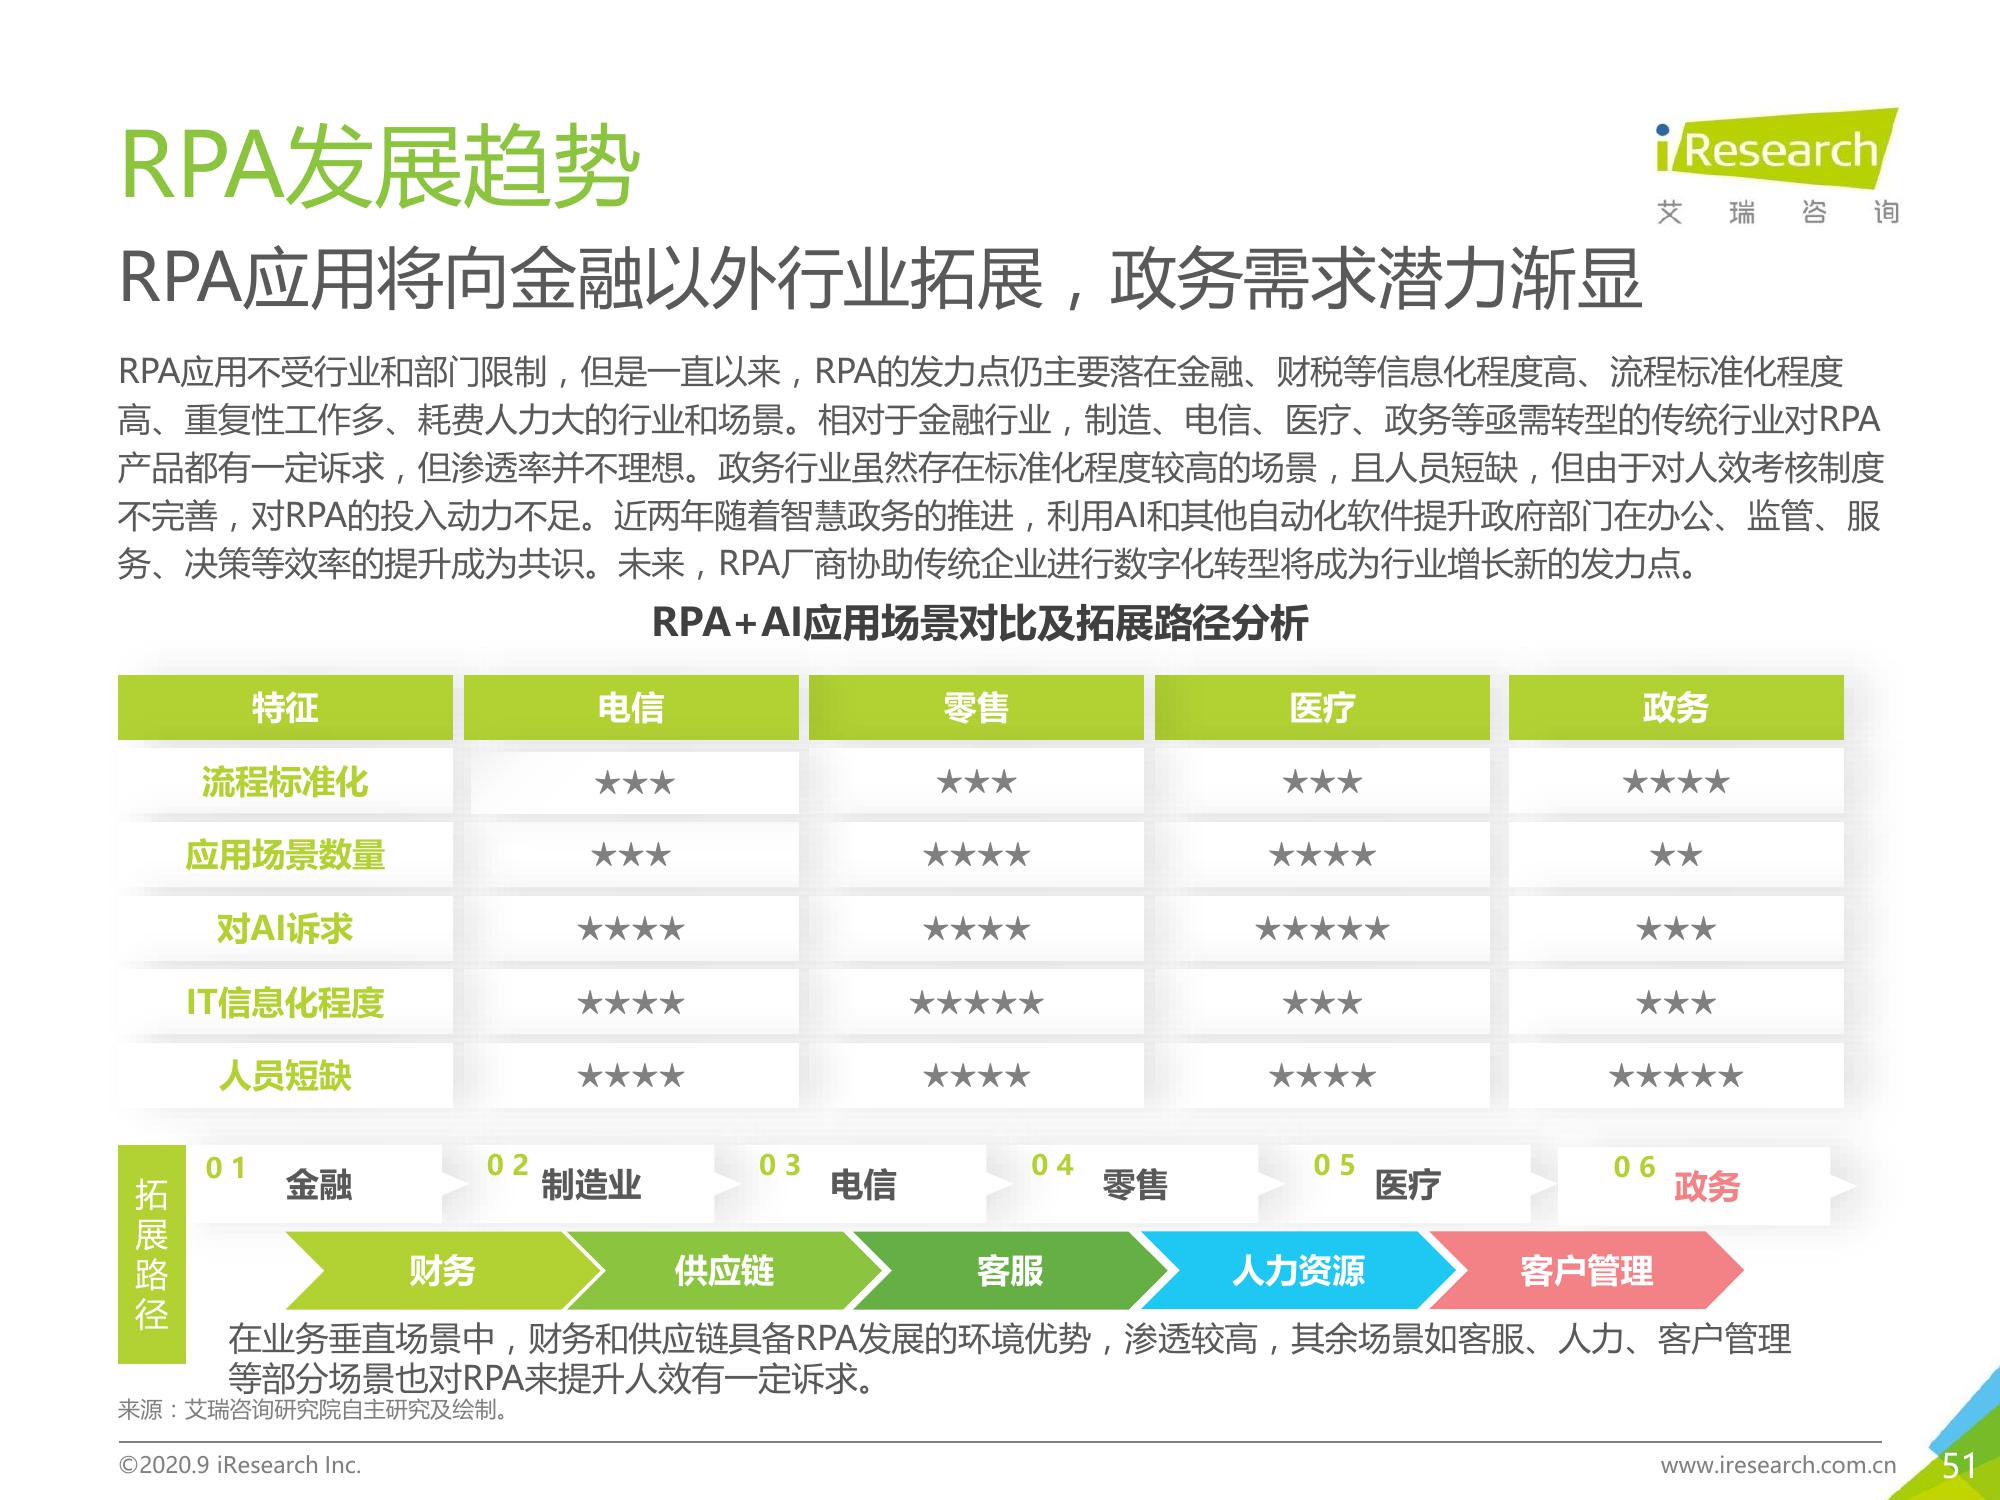 RPA发展趋势
iResearch
艾瑞咨询
RPA应用将向金融以外行业拓展，政务需求潜力渐显
RPA应用不受行业和部门限制，但是一直以来，RPA的发力点仍主要落在金融、财税等信息化程度高、流程标准化程度
高、重复性工作多、耗费人力大的行业和场景。相对于金融行业，制造、电信、医疗、政务等亟需转型的传统行业对RPA
产品都有一定诉求，但渗透率并不理想。政务行业虽然存在标准化程度较高的场景，且人员短缺，但由于对人效考核制度
不完善，对RPA的投入动力不足。近两年随着智慧政务的推进，利用AI和其他自动化软件提升政府部门在办公、监管、服
务、决策等效率的提升成为共识。未来，RPA厂商协助传统企业进行数字化转型将成为行业增长新的发力点。
RPA+AI应用场景对比及拓展路径分析
特征 电信 零售 医疗 政务
流程标准化 ★★★ ★★★ ★★★ ★★★★
应用场景数量 ★★★ ★★★★ ★★★★ ★★
对AI诉求 ★★★★ ★★★★ ★★★★★ ★★★
IT信息化程度 ★★★★ ★★★★★ ★★★ ★★★
人员短缺 ★★★★ ★★★★ ★★★★ ★★★★★
拓展路径
01 金融 02 制造业 03 电信 04 零售 05 医疗 06 政务
财务 供应链 客服 人力资源 客户管理
在业务垂直场景中，财务和供应链具备RPA发展的环境优势，渗透较高，其余场景如客服、人力、客户管理
等部分场景也对RPA来提升人效有一定诉求。
来源：艾瑞咨询研究院自主研究及绘制。
©2020.9 iResearch Inc.
www.iresearch.com.cn
51